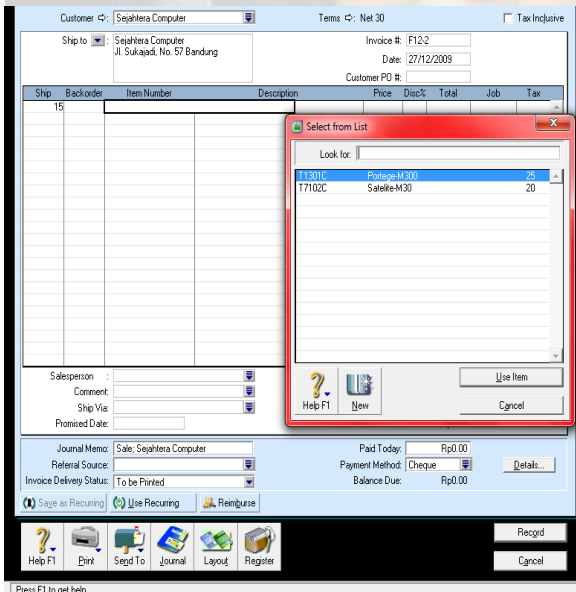 Customer ⇨: Sejahtera Computer Terms ⇨: Net 30 Tax Inclusive
Ship to : Sejahtera Computer Invoice #: F12-2
Jl. Sukajadi, No. 57 Bandung
Date: 27/12/2009
Customer PO #:
Ship Backorder Item Number Description Price Disc% Total Job Tax
15
Select from List
Look for:
T1301C Portege-M300 25
T7102C Satelite-M30 20
Use Item
Help F1 New Cancel
Salesperson :
Comment:
Ship Via:
Promised Date:
Journal Memo: Sale; Sejahtera Computer Paid Today: Rp0.00
Referral Source: Payment Method: Cheque Details...
Invoice Delivery Status: To be Printed Balance Due: Rp0.00
Save as Recurring Use Recurring Reimburse
Record
Help F1 Print Send To Journal Layout Register Cancel
Press F1 to get help